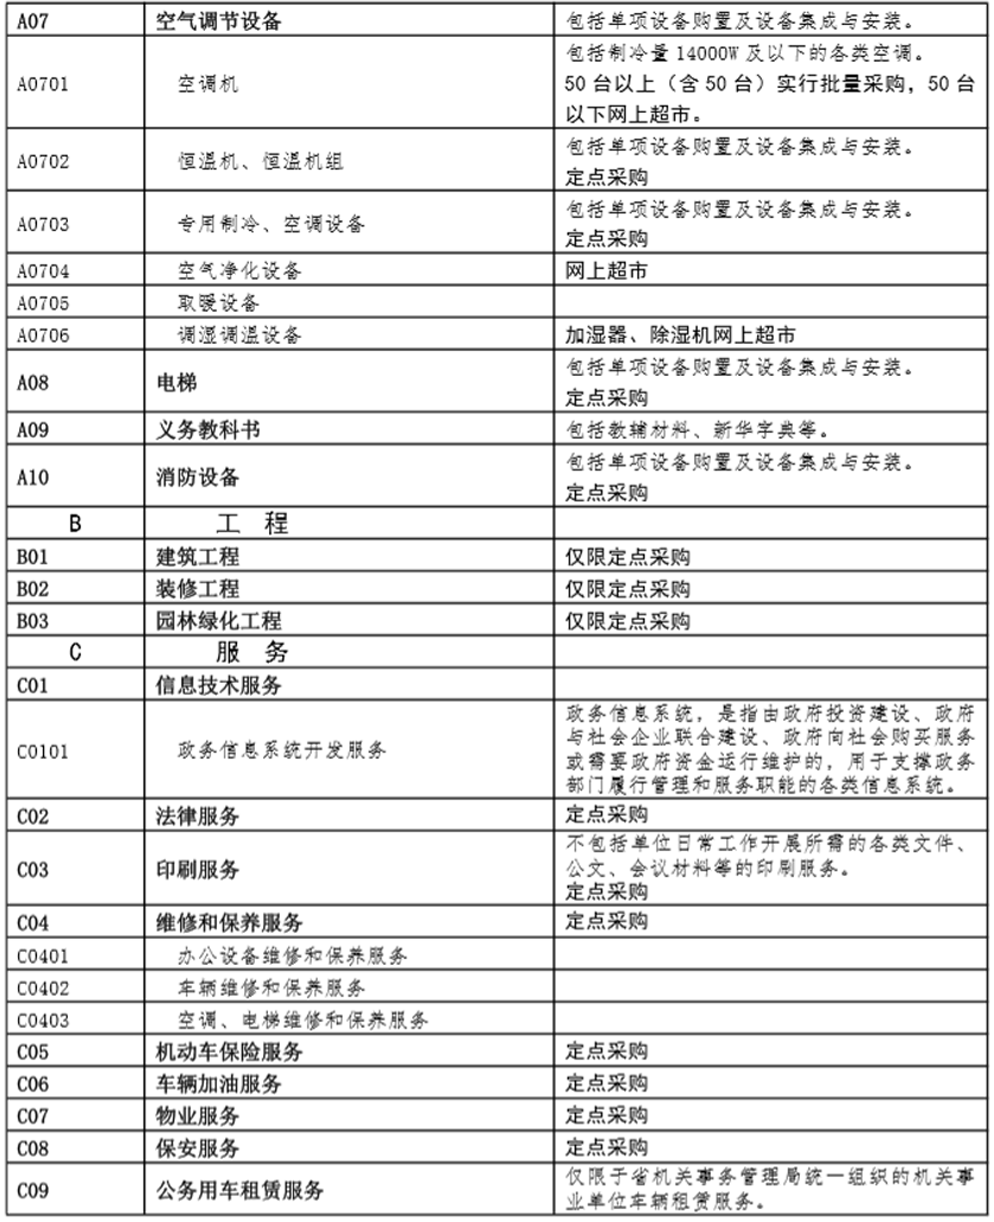 A07 空气调节设备 包括单项设备购置及设备集成与安装。
A0701 空调机 包括制冷量 14000W 及以下的各类空调。
50 台以上（含 50 台）实行批量采购，50 台
以下网上超市。
A0702 恒温机、恒温机组 包括单项设备购置及设备集成与安装。
定点采购
A0703 专用制冷、空调设备 包括单项设备购置及设备集成与安装。
定点采购
A0704 空气净化设备 网上超市
A0705 取暖设备
A0706 调湿调温设备 加湿器、除湿机网上超市
A08 电梯 包括单项设备购置及设备集成与安装。
定点采购
A09 义务教科书 包括教辅材料、新华字典等。
A10 消防设备 包括单项设备购置及设备集成与安装。
定点采购
B 工 程
B01 建筑工程 仅限定点采购
B02 装修工程 仅限定点采购
B03 园林绿化工程 仅限定点采购
C 服 务
C01 信息技术服务
C0101 政务信息系统开发服务 政务信息系统，是指由政府投资建设、政府
与社会企业联合建设、政府向社会购买服务
或需要政府资金运行维护的，用于支撑政务
部门履行管理和服务职能的各类信息系统。
C02 法律服务 定点采购
C03 印刷服务 不包括单位日常工作开展所需的各类文件、
公文、会议材料等的印刷服务。
定点采购
C04 维修和保养服务 定点采购
C0401 办公设备维修和保养服务
C0402 车辆维修和保养服务
C0403 空调、电梯维修和保养服务
C05 机动车保险服务 定点采购
C06 车辆加油服务 定点采购
C07 物业服务 定点采购
C08 保安服务 定点采购
C09 公务用车租赁服务 仅限于省机关事务管理局统一组织的机关事
业单位车辆租赁服务。